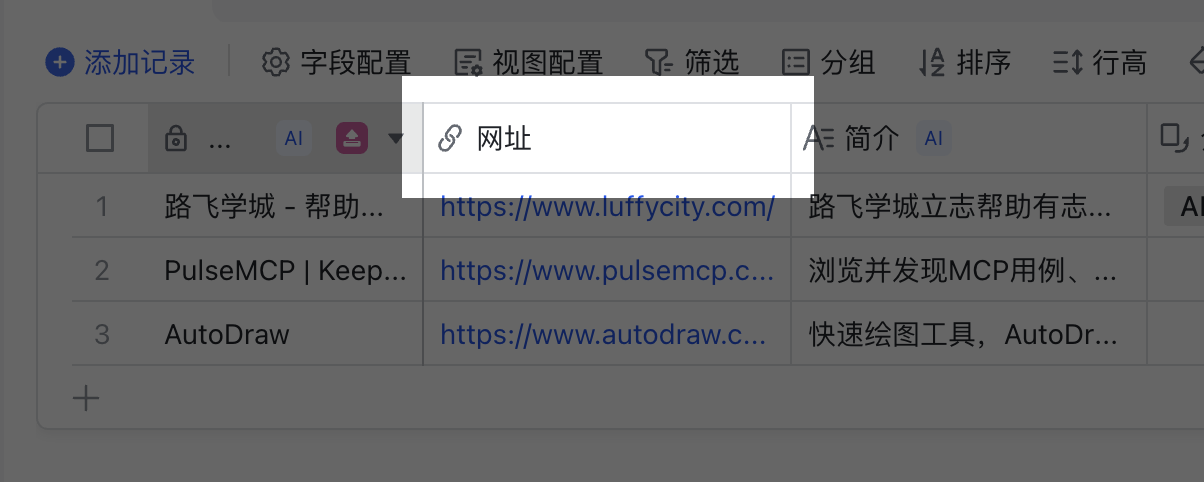 添加记录 字段配置 视图配置 筛选 分组 排序 行高
... AI 网址 简介 AI
1 路飞学城 - 帮助... https://www.luffycity.com/ 路飞学城立志帮助有志... AI
2 PulseMCP | Keep... https://www.pulsemcp.c... 浏览并发现MCP用例、...
3 AutoDraw https://www.autodraw.c... 快速绘图工具，AutoDr...